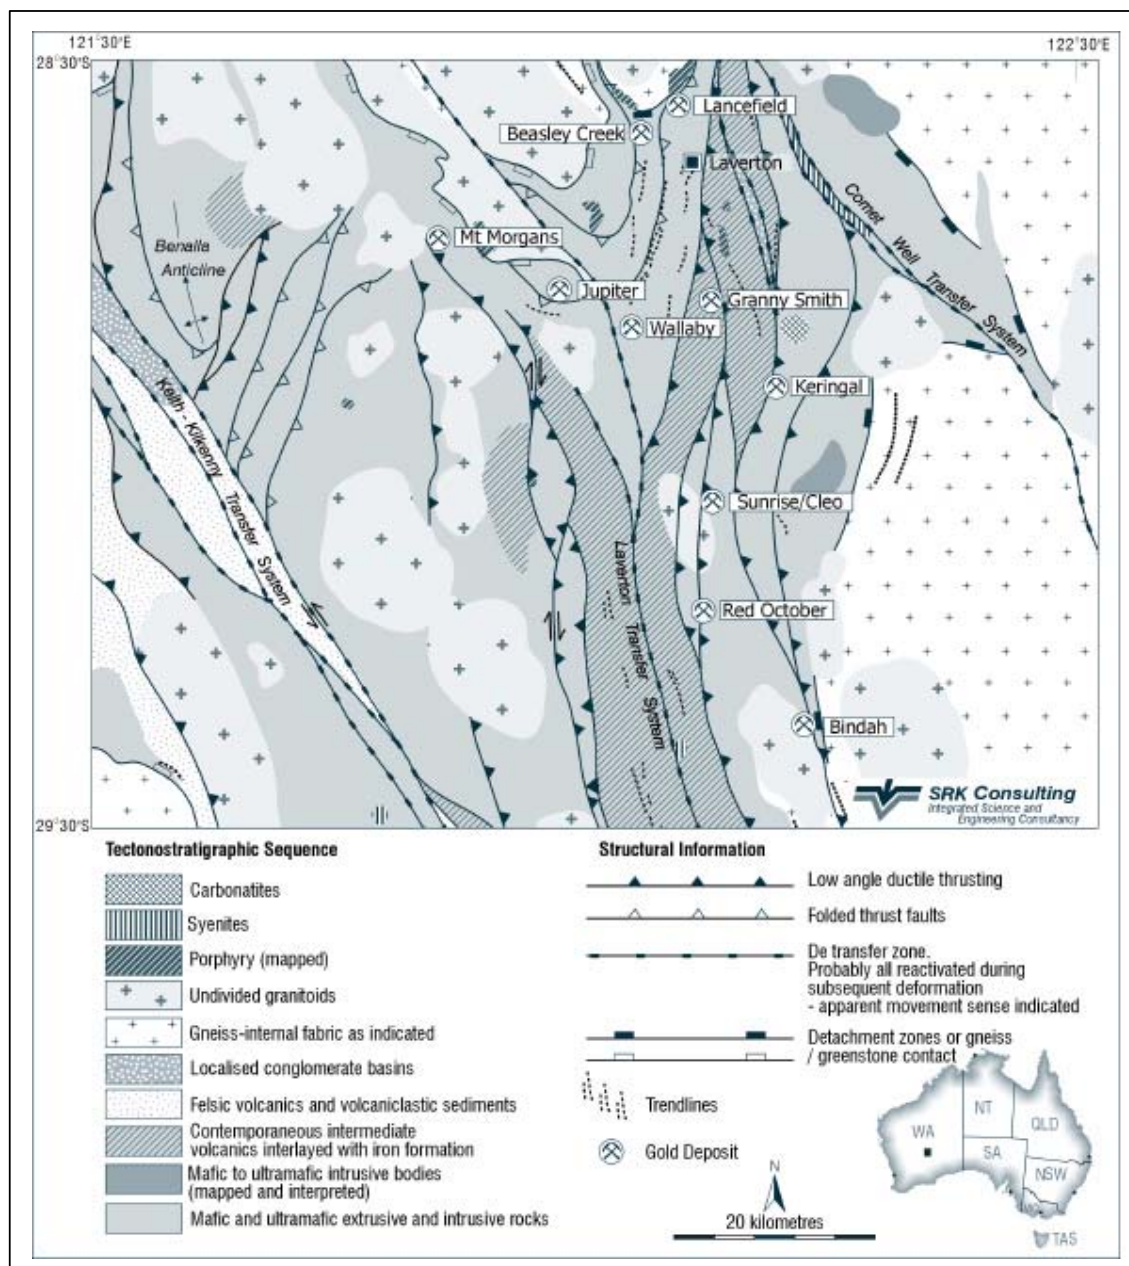 121°30'E
122°30'E
28°30'S
Lancefield
Beasley Creek
Laverton
Comet Well Transfer System
Benalla
Anticline
Mt Morgans
Jupiter
Granny Smith
Wallaby
Keringal
Keith - Kilkenny Transfer System
Sunrise/Cleo
Laverton Transfer System
Red October
Bindah
SRK Consulting
Integrated Science and
Engineering Consultancy
29°30'S
Tectonostratigraphic Sequence
Carbonatites
Syenites
Porphyry (mapped)
Undivided granitoids
Gneiss-internal fabric as indicated
Localised conglomerate basins
Felsic volcanics and volcaniclastic sediments
Contemporaneous intermediate
volcanics interlayed with iron formation
Mafic to ultramafic intrusive bodies
(mapped and interpreted)
Mafic and ultramafic extrusive and intrusive rocks
Structural Information
Low angle ductile thrusting
Folded thrust faults
De transfer zone.
Probably all reactivated during
subsequent deformation
- apparent movement sense indicated
Detachment zones or gneiss
/ greenstone contact
Trendlines
Gold Deposit
N
20 kilometres
WA
NT
QLD
SA
NSW
TAS